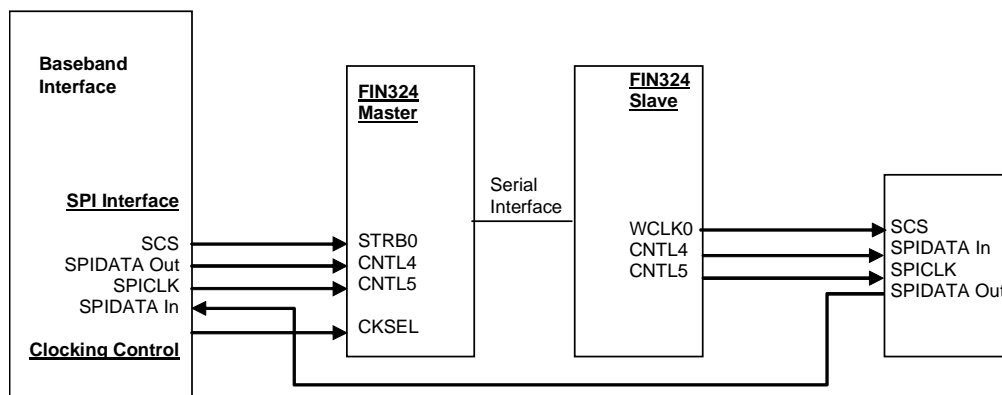 Baseband
Interface
SPI Interface
SCS
SPIDATA Out
SPICLK
SPIDATA In
Clocking Control
FIN324
Master
STRB0
CNTL4
CNTL5
CKSEL
Serial
Interface
FIN324
Slave
WCLK0
CNTL4
CNTL5
SCS
SPIDATA In
SPICLK
SPIDATA Out